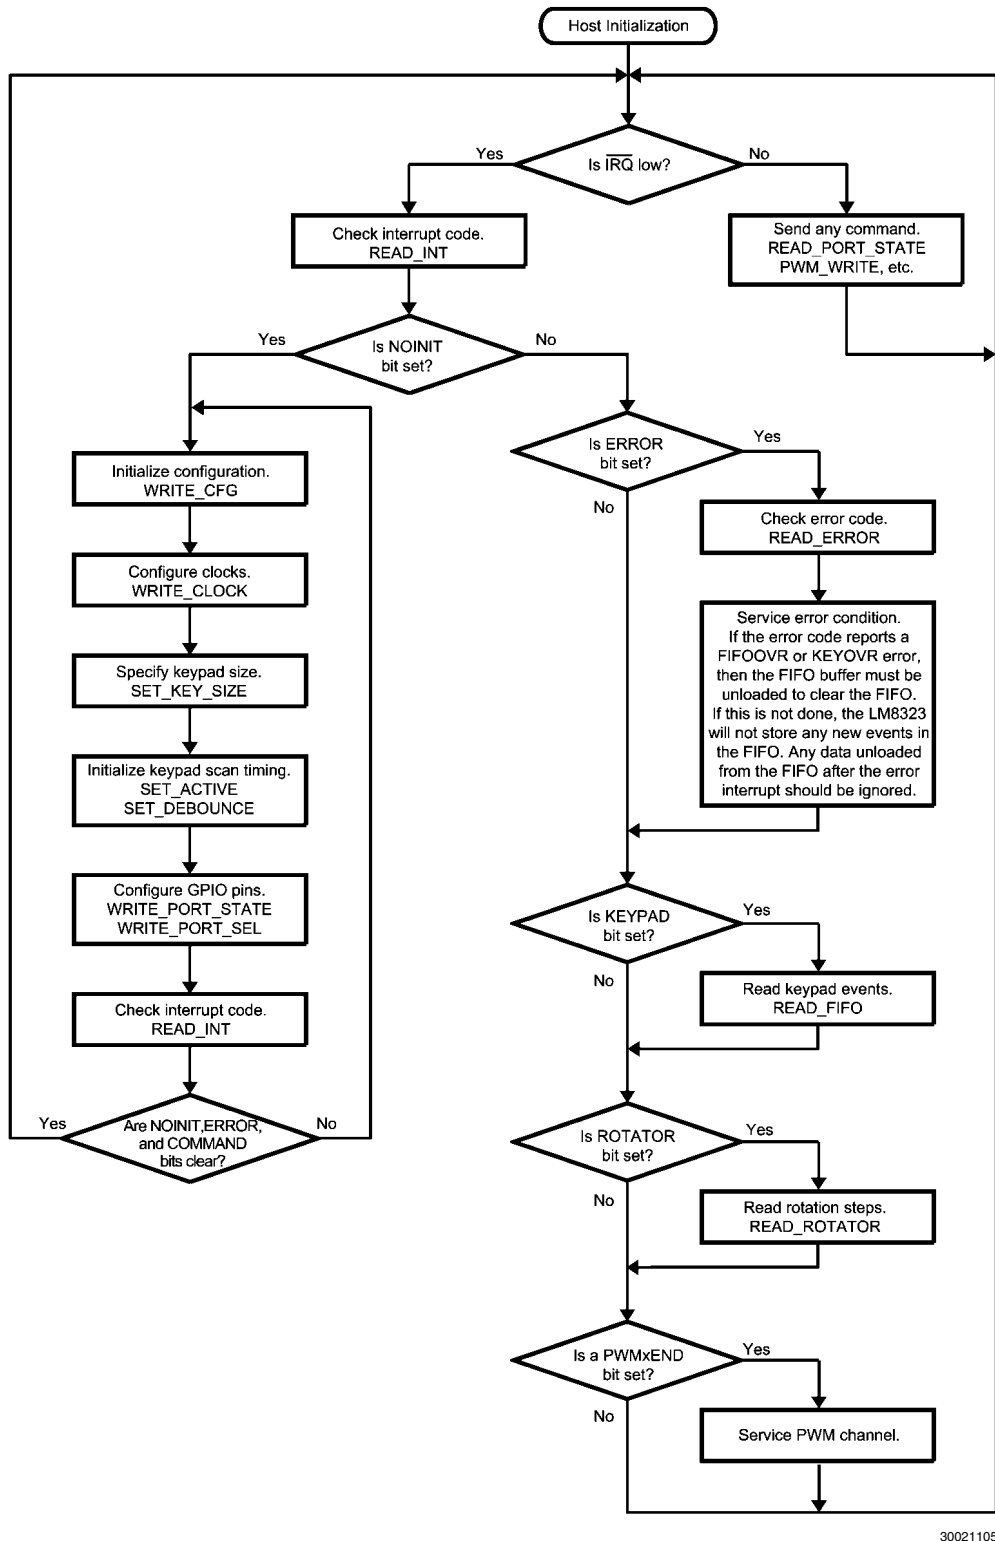 Host Initialization
Is IRQ low?
Yes
No
Check interrupt code.
READ_INT
Send any command.
READ_PORT_STATE
PWM_WRITE, etc.
Is NOINIT
bit set?
Yes
No
Initialize configuration.
WRITE_CFG
Configure clocks.
WRITE_CLOCK
Specify keypad size.
SET_KEY_SIZE
Initialize keypad scan timing.
SET_ACTIVE
SET_DEBOUNCE
Configure GPIO pins.
WRITE_PORT_STATE
WRITE_PORT_SEL
Check interrupt code.
READ_INT
Yes
No
Are NOINIT,ERROR,
and COMMAND
bits clear?
Is ERROR
bit set?
Yes
No
Check error code.
READ_ERROR
Service error condition.
If the error code reports a
FIFOOVR or KEYOVR error,
then the FIFO buffer must be
unloaded to clear the FIFO.
If this is not done, the LM8323
will not store any new events in
the FIFO. Any data unloaded
from the FIFO after the error
interrupt should be ignored.
Is KEYPAD
bit set?
Yes
No
Read keypad events.
READ_FIFO
Is ROTATOR
bit set?
Yes
No
Read rotation steps.
READ_ROTATOR
Is a PWMxEND
bit set?
Yes
No
Service PWM channel.
30021105